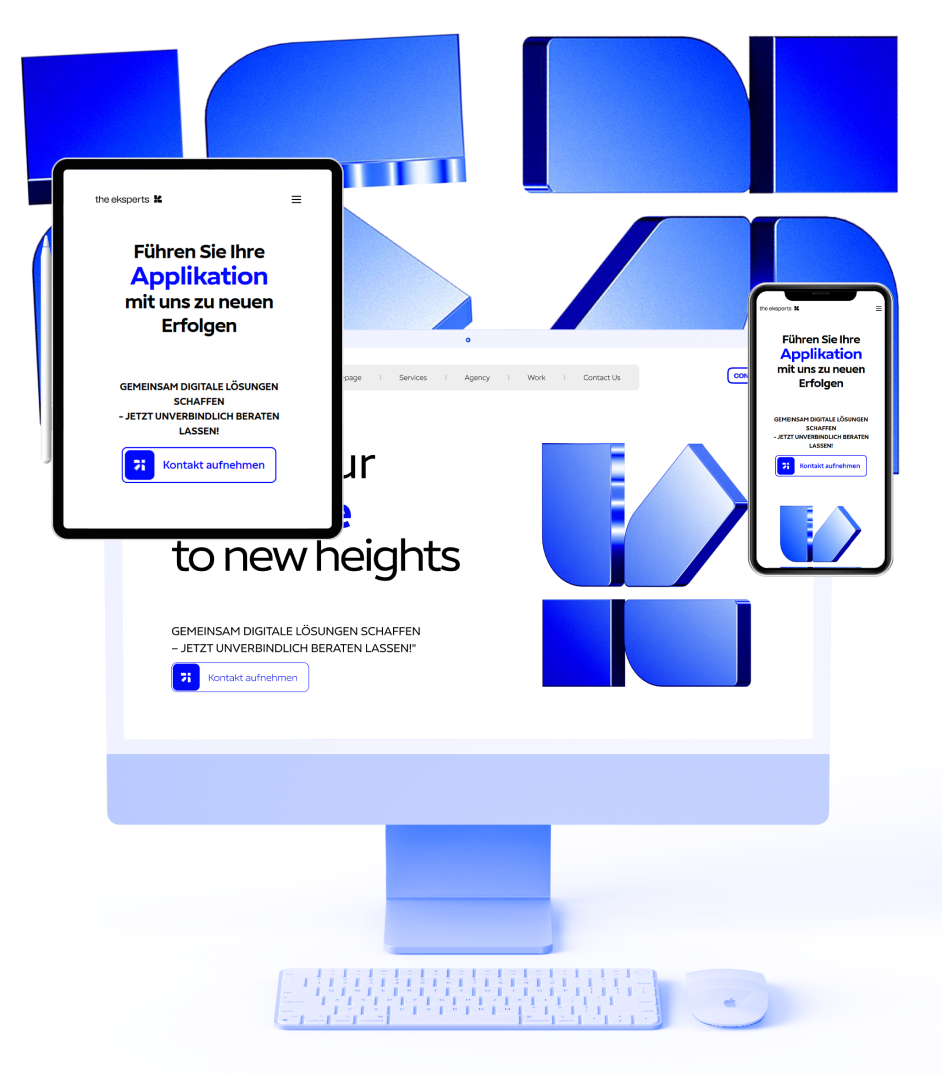 the eksperts
Führen Sie Ihre
Applikation
mit uns zu neuen
Erfolgen
GEMEINSAM DIGITALE LÖSUNGEN
SCHAFFEN
- JETZT UNVERBINDLICH BERATEN
LASSEN!
Kontakt aufnehmen
page | Services | Agency | Work | Contact Us
CON
ur
e
to new heights
GEMEINSAM DIGITALE LÖSUNGEN SCHAFFEN
– JETZT UNVERBINDLICH BERATEN LASSEN!"
Kontakt aufnehmen
the eksperts
Führen Sie Ihre
Applikation
mit uns zu neuen
Erfolgen
GEMEINSAM DIGITALE LÖSUNGEN
SCHAFFEN
- JETZT UNVERBINDLICH BERATEN
LASSEN!
Kontakt aufnehmen